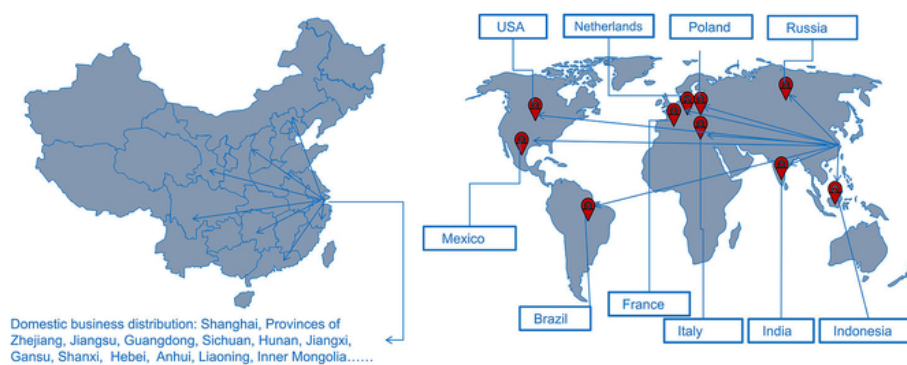 USA
Netherlands
Poland
Russia
Mexico
Brazil
France
Italy
India
Indonesia
Domestic business distribution: Shanghai, Provinces of
Zhejiang, Jiangsu, Guangdong, Sichuan, Hunan, Jiangxi,
Gansu, Shanxi, Hebei, Anhui, Liaoning, Inner Mongolia……